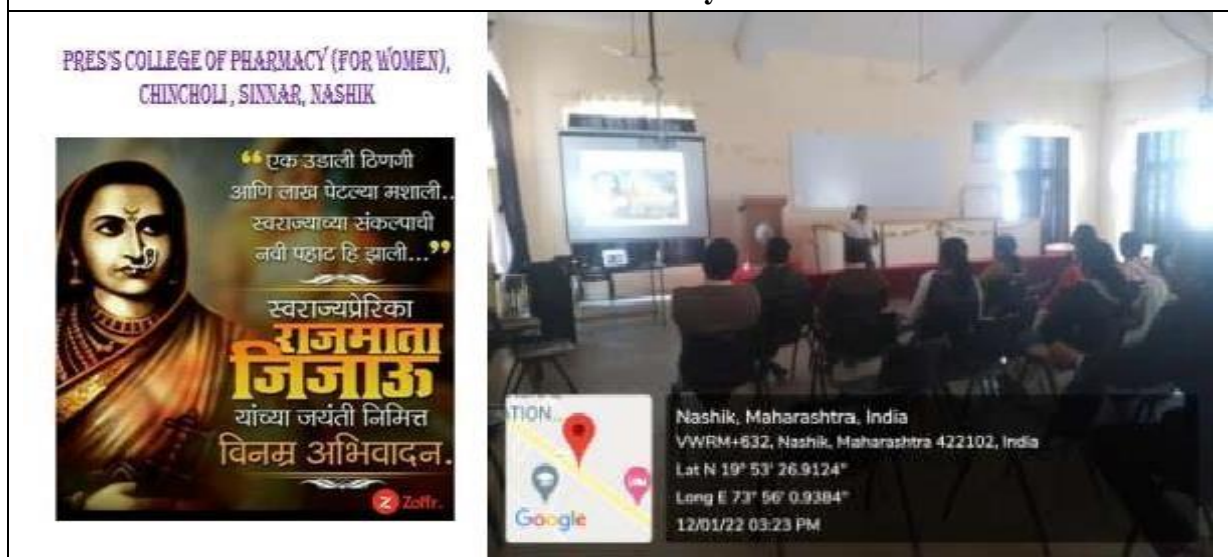 PRES'S COLLEGE OF PHARMACY (FOR WOMEN),
CHINCHOLI, SINNAR, NASHIK
“एक उडाली ठिणगी
आणि लाख पेटल्या मशाली..
स्वराज्याच्या संकल्पाची
नवी पहाट हि झाली...”
स्वराज्यप्रेरिका
राजमाता
जिजाऊ
यांच्या जयंती निमित्त
विनम्र अभिवादन.
Z Zoffr.
TION...
Google
Nashik, Maharashtra, India
VWRM+632, Nashik, Maharashtra 422102, India
Lat N 19° 53' 26.9124"
Long E 73° 56' 0.9384"
12/01/22 03:23 PM